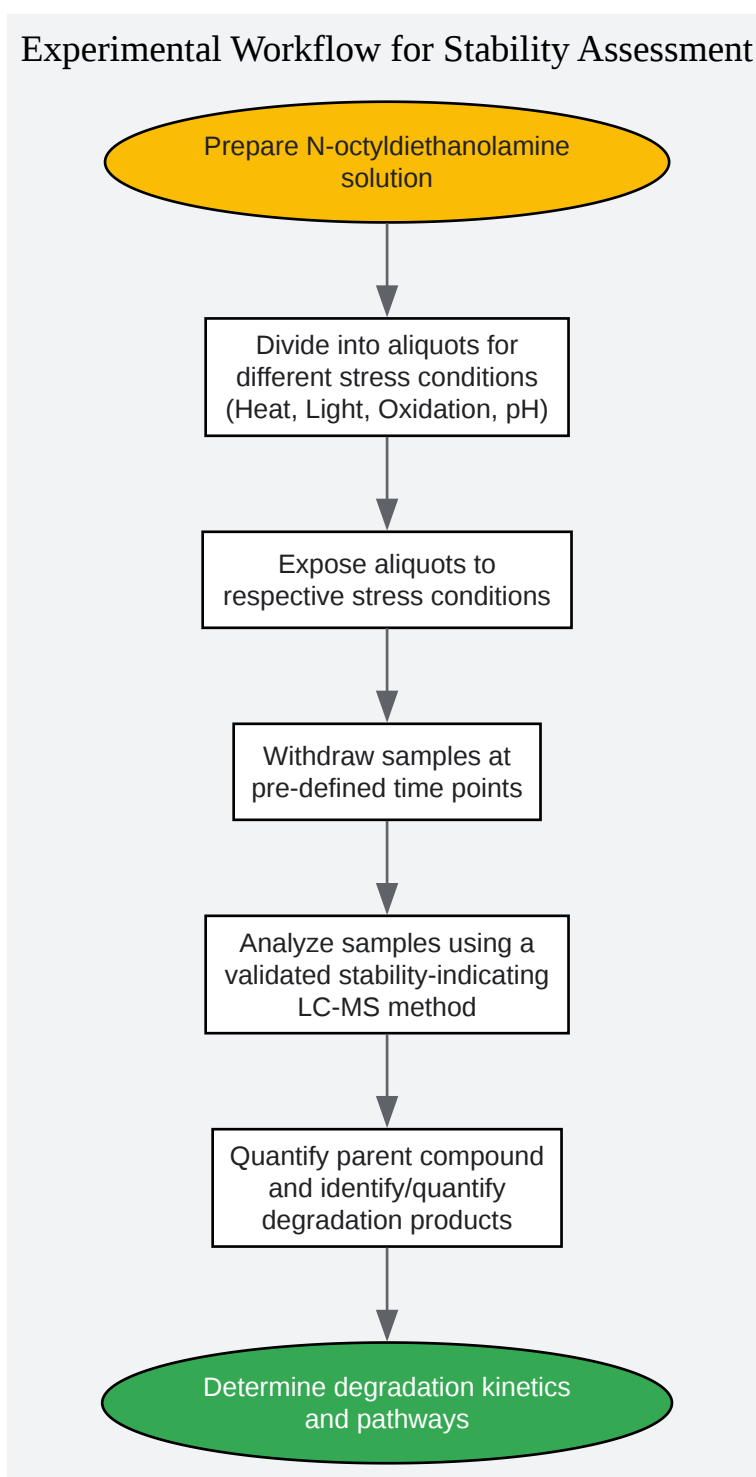 Experimental Workflow for Stability Assessment
Prepare N-octyldiethanolamine
solution
Divide into aliquots for
different stress conditions
(Heat, Light, Oxidation, pH)
Expose aliquots to
respective stress conditions
Withdraw samples at
pre-defined time points
Analyze samples using a
validated stability-indicating
LC-MS method
Quantify parent compound
and identify/quantify
degradation products
Determine degradation kinetics
and pathways